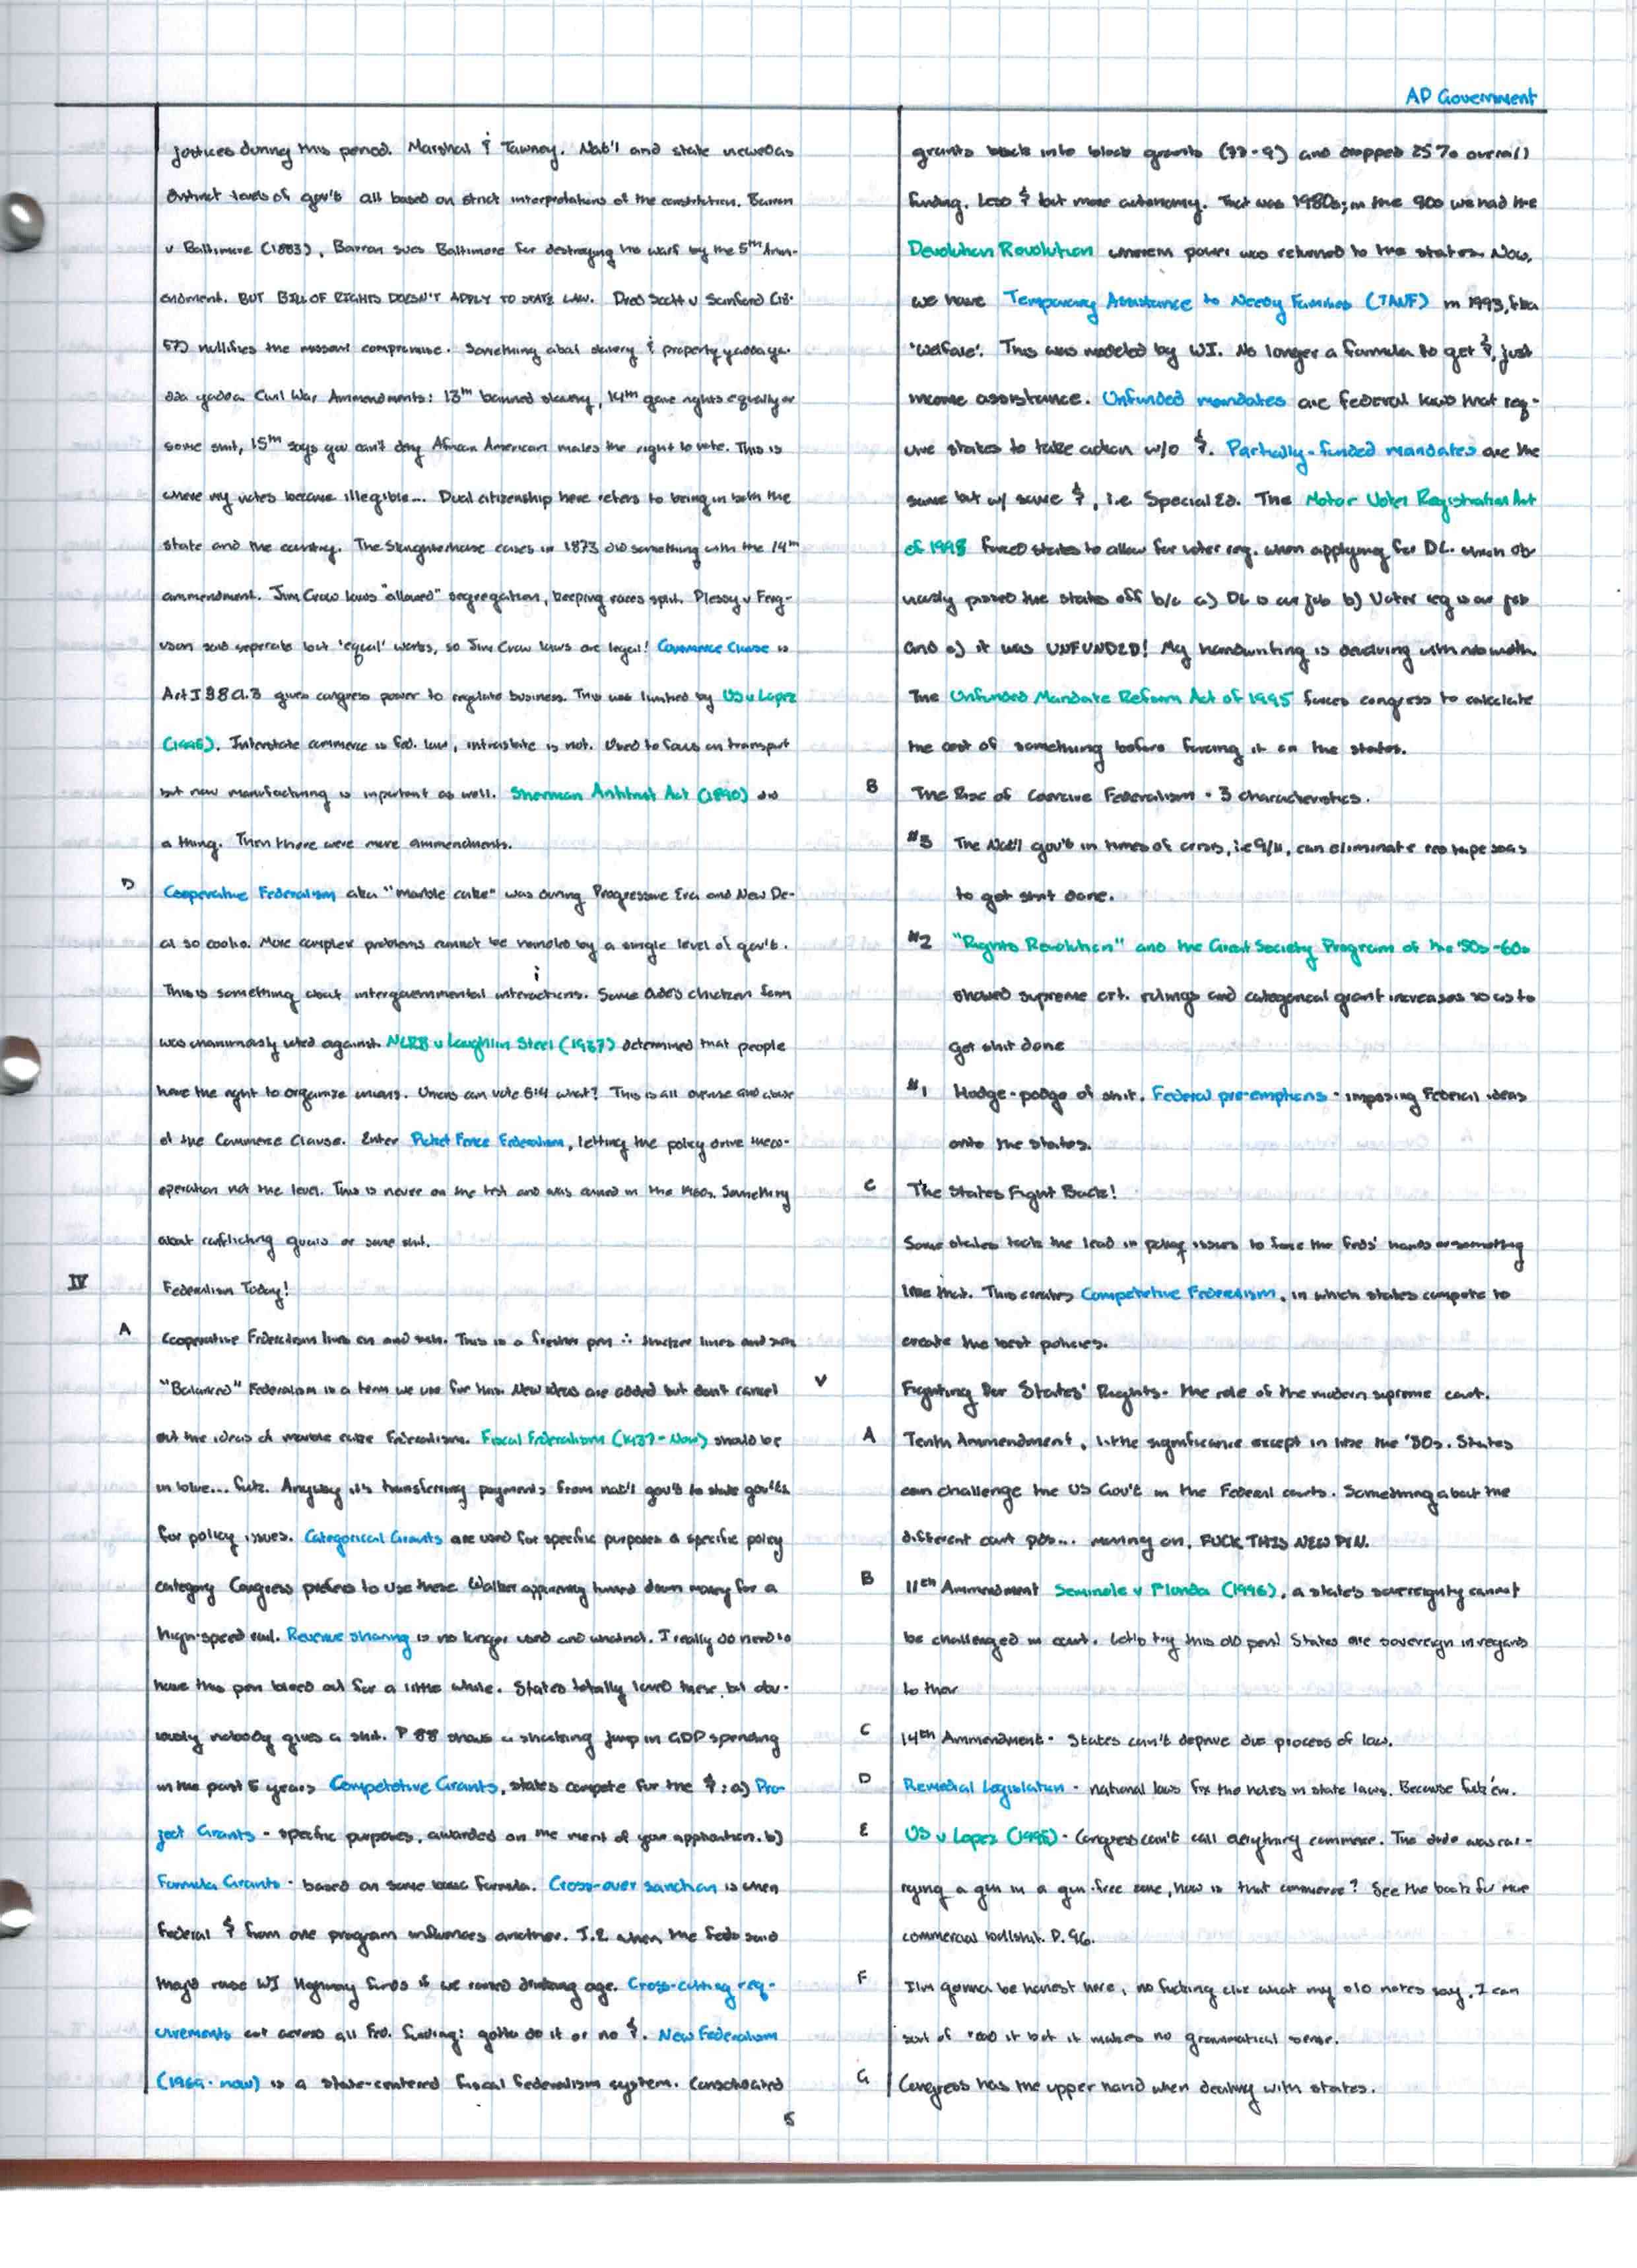 AP Government
justices during this period. Marshal & Tawney. Nat'l and state viewed as
distinct levels of gov't all based on strict interpretations of the constitution. Barron
v Baltimore (1883), Barron sues Baltimore for destroying his warf by the 5th Amm-
endment. BUT BILL OF RIGHTS DOESN'T APPLY TO STATE LAW. Dred Scott v Sanford (18-
57) nullifies the missouri compromise. Something about slavery & property yadda ya-
dda yadda. Civil War Ammendments: 13th banned slavery, 14th gave rights equally or
some shit, 15th says you can't deny African American males the right to vote. This is
where my notes become illegible... Dual citizenship here refers to being in both the
state and the country. The Slaughterhouse cases in 1873 did something with the 14th
ammendment. Jim Crow laws "allowed" segregation, keeping races split. Plessy v Ferg-
uson said seperate but 'equal' works, so Jim Crow laws are legal! Commerce Clause is
Art I § 8 Cl. 3 gives congress power to regulate business. This was limited by US v Lopez
(1995). Interstate commerce is fed. law, intrastate is not. Used to focus on transport
but now manufacturing is important as well. Sherman Antitrust Act (1890) did
a thing. Then there were more ammendments.
D Cooperative Federalism aka "marble cake" was during Progressive Era and New De-
al so cool. More complex problems cannot be handled by a single level of gov't.
This is something about intergovernmental interactions. Some dude's chicken farm
was unanimously voted against. NLRB v Laughlin Steel (1937) determined that people
have the right to organize unions. Unions can vote what? This is all overuse and abuse
of the Commerce Clause. Enter Picket Fence Federalism, letting the policy drive the co-
operation not the level. This is never on the test and was coined in the 1960s. Something
about conflicting goals or some shit.
IV Federalism Today!
A Cooperative Federalism lives on and such. This is a fresher pen ∴ thicker lines and such
"Balanced" Federalism is a term we use for this. New ideas are added but don't cancel
out the ideas of marble cake Federalism. Fiscal Federalism (1937-Now) should be
in blue... fuck. Anyway it's transferring payments from nat'l gov't to state gov'ts
for policy issues. Categorical Grants are used for specific purposes a specific policy
category Congress prefers to use these Walker apparently turned down money for a
high-speed rail. Revenue sharing is no longer used and whatnot. I really do need to
have this pen bleed out for a little while. States totally loved these, but obv-
iously nobody gives a shit. P 88 shows a shocking jump in GDP spending
in the past 5 years Competetive Grants, states compete for the $: a) Pro-
ject Grants - specific purposes, awarded on the merit of your application. b)
Formula Grants - based on some basic formula. Cross-over sanction is when
Federal $ from one program influences another. I.E when the feds said
they'd raise WI Highway funds if we raised drinking age. Cross-cutting req-
uirements cut across all fed. funding: gotta do it or no $. New Federalism
(1969-now) is a state-centered fiscal federalism system. Consolidated
5
grants back into block grants (77-9) and dropped 25% overall
funding. Less $ but more autonomy. That was 1980s; in the 90s we had the
Devolution Revolution wherein power was returned to the states. Now,
we have Temporary Assistance to Needy Families (TANF) in 1993, fka
'Welfare'. This was modeled by WI. No longer a formula to get $, just
income assistance. Unfunded mandates are federal laws that req-
uire states to take action w/o $. Partially-funded mandates are the
same but w/ some $, i.e. Special Ed. The Motor Voter Registration Act
of 1998 forced states to allow for voter reg. when applying for DL. which ob-
viously pissed the states off b/c a) DL is our job b) Voter reg is our job
and c) it was UNFUNDED! My handwriting is devolving with
The Unfunded Mandate Reform Act of 1995 forces congress to calculate
the cost of something before forcing it on the states.
B The Rise of Coercive Federalism - 3 characteristics.
#3 The Nat'l gov't in times of crisis, i.e 9/11, can eliminate red tape so as
to get shit done.
#2 "Rights Revolution" and the Great Society Program of the '50s-60s
showed supreme crt. rulings and categorical grant increases so as to
get shit done
#1 Hodge-podge of shit. Federal pre-emptions - imposing Federal ideas
onto the states.
C The States Fight Back!
Some states took the lead in policy issues to force the feds' hands or something
like that. This creates Competetive Federalism, in which states compete to
create the best policies.
V Fighting for States' Rights - the role of the modern supreme court.
A Tenth Ammendment, little significance except in like the '80s. States
can challenge the US Gov't in the Federal courts. Something about the
different court pos... moving on, FUCK THIS NEW PEN.
B 11th Ammendment Seminole v Florida (1996), a state's sovereignty cannot
be challenged in court. Let's try this old pen! States are sovereign in regards
to
C 14th Ammendment - States can't deprive due process of law.
D Remedial Legislation - national laws fix the holes in state laws. Because fuck'em.
E US v Lopez (1995) - Congress can't call everything commerce. The dude was car-
rying a gun in a gun-free zone, how is that commerce? See the book for more
commercial bullshit. P. 96.
F I'm gonna be honest here, no fucking clue what my old notes say. I can
sort of read it but it makes no grammatical sense.
G Congress has the upper hand when dealing with states.